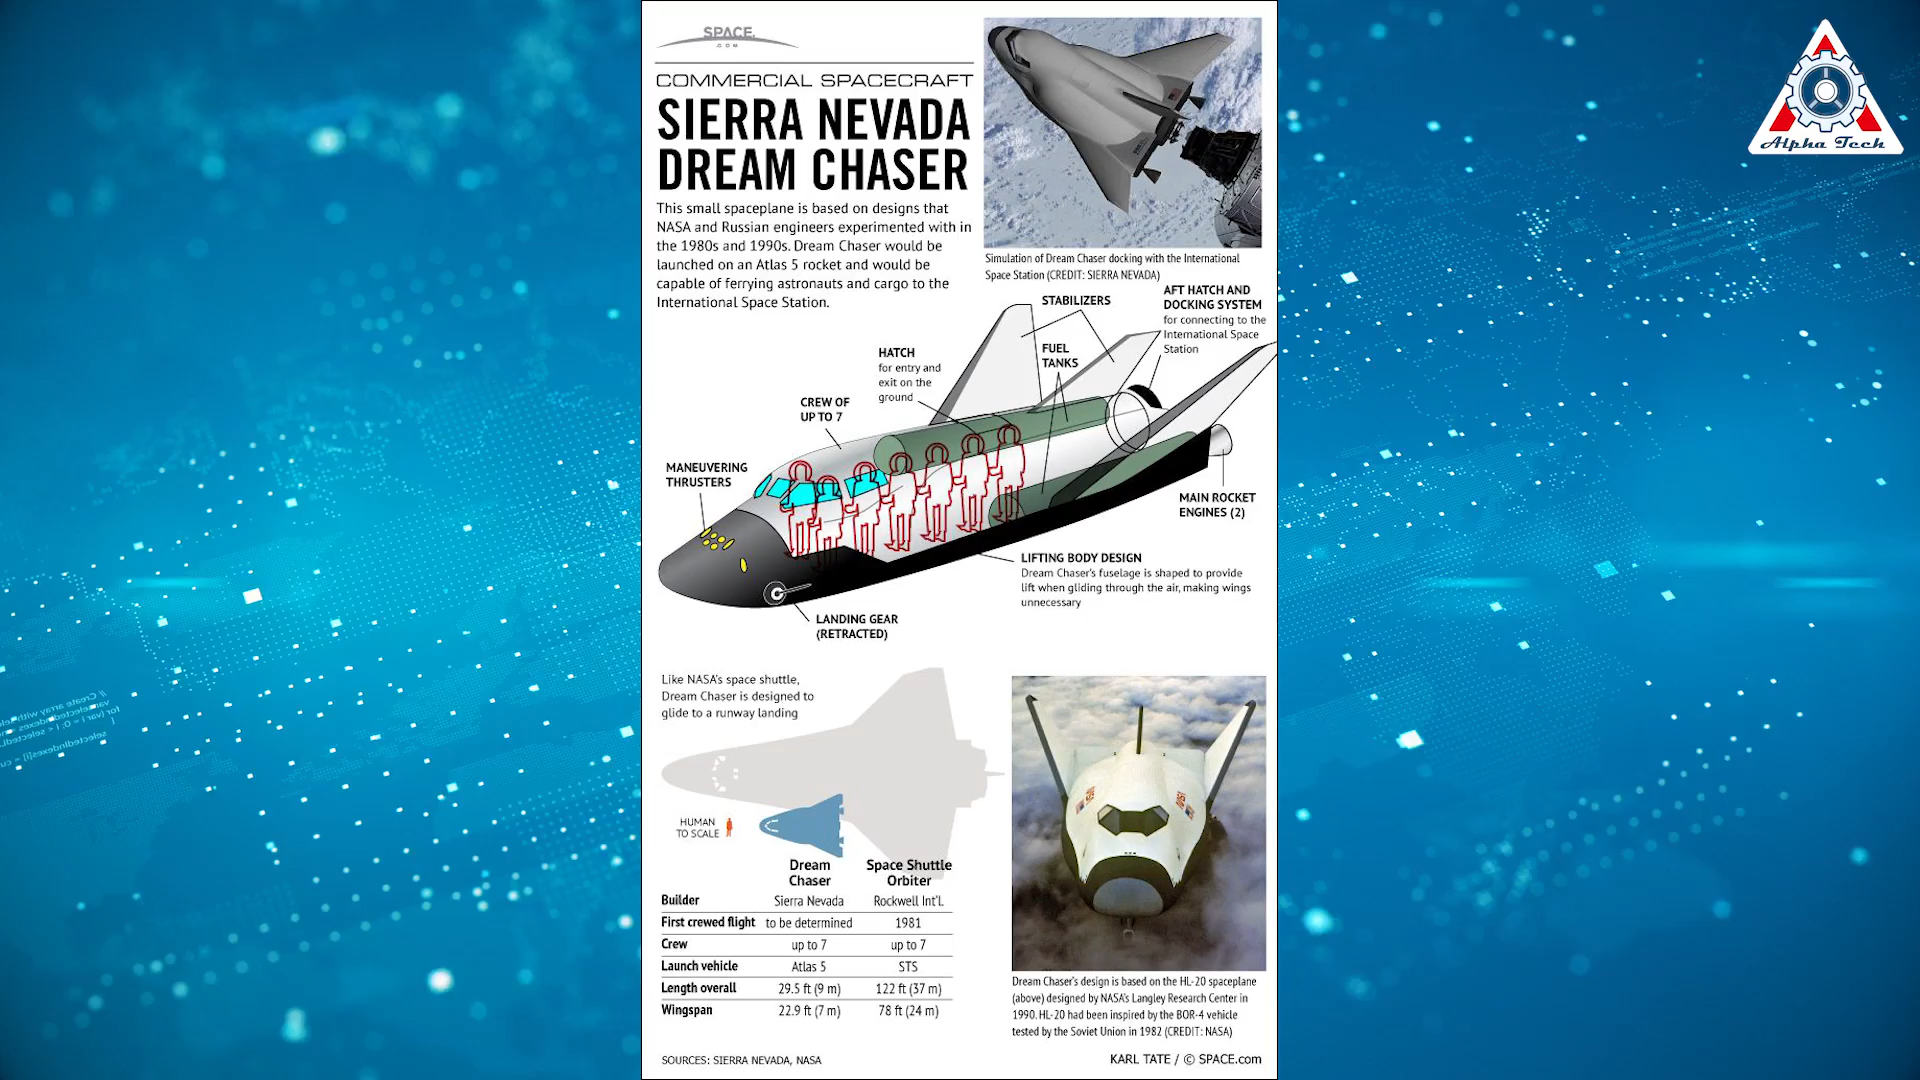 SPACE
.COM
COMMERCIAL SPACECRAFT
SIERRA NEVADA
DREAM CHASER
This small spaceplane is based on designs that
NASA and Russian engineers experimented with in
the 1980s and 1990s. Dream Chaser would be
launched on an Atlas 5 rocket and would be
capable of ferrying astronauts and cargo to the
International Space Station.
Simulation of Dream Chaser docking with the International
Space Station (CREDIT: SIERRA NEVADA)
STABILIZERS
AFT HATCH AND
DOCKING SYSTEM
for connecting to the
International Space
Station
HATCH
for entry and
exit on the
ground
FUEL
TANKS
CREW OF
UP TO 7
MANEUVERING
THRUSTERS
MAIN ROCKET
ENGINES (2)
LIFTING BODY DESIGN
Dream Chaser's fuselage is shaped to provide
lift when gliding through the air, making wings
unnecessary
LANDING GEAR
(RETRACTED)
Like NASA's space shuttle,
Dream Chaser is designed to
glide to a runway landing
HUMAN
TO SCALE
Dream Chaser Space Shuttle Orbiter
Builder Sierra Nevada Rockwell Int'l.
First crewed flight to be determined 1981
Crew up to 7 up to 7
Launch vehicle Atlas 5 STS
Length overall 29.5 ft (9 m) 122 ft (37 m)
Wingspan 22.9 ft (7 m) 78 ft (24 m)
Dream Chaser's design is based on the HL-20 spaceplane
(above) designed by NASA's Langley Research Center in
1990. HL-20 had been inspired by the BOR-4 vehicle
tested by the Soviet Union in 1982 (CREDIT: NASA)
SOURCES: SIERRA NEVADA, NASA
KARL TATE / © SPACE.com
Alpha Tech